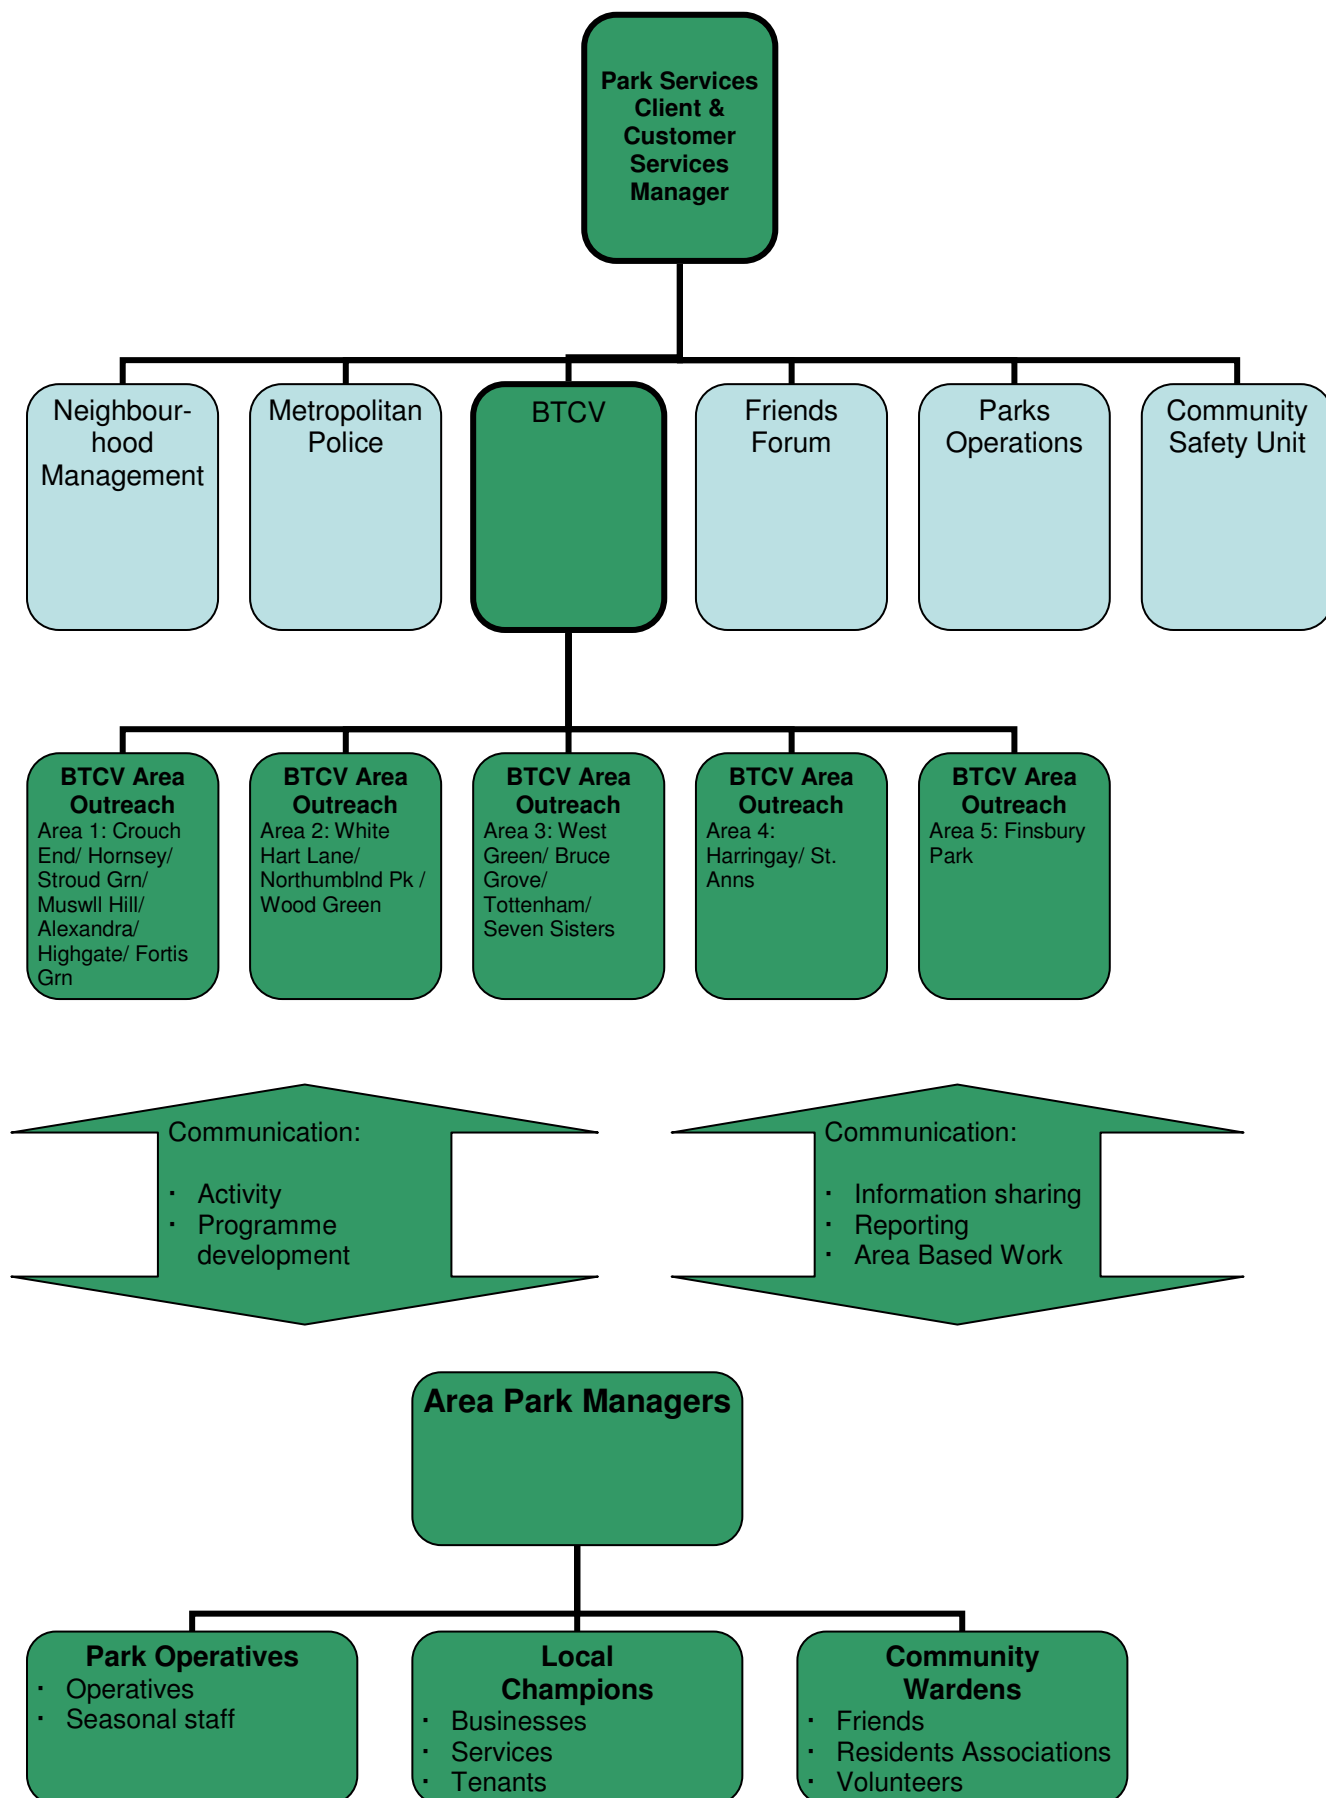 Park Services
Client &
Customer
Services
Manager
Neighbour-
hood
Management
Metropolitan
Police
BTCV
Friends
Forum
Parks
Operations
Community
Safety Unit
BTCV Area
Outreach
Area 1: Crouch
End/ Hornsey/
Stroud Grn/
Muswll Hill/
Alexandra/
Highgate/ Fortis
Grn
BTCV Area
Outreach
Area 2: White
Hart Lane/
Northumblnd Pk /
Wood Green
BTCV Area
Outreach
Area 3: West
Green/ Bruce
Grove/
Tottenham/
Seven Sisters
BTCV Area
Outreach
Area 4:
Harringay/ St.
Anns
BTCV Area
Outreach
Area 5: Finsbury
Park
Communication:
· Activity
· Programme
development
Communication:
· Information sharing
· Reporting
· Area Based Work
Area Park Managers
Park Operatives
· Operatives
· Seasonal staff
Local
Champions
· Businesses
· Services
· Tenants
Community
Wardens
· Friends
· Residents Associations
· Volunteers